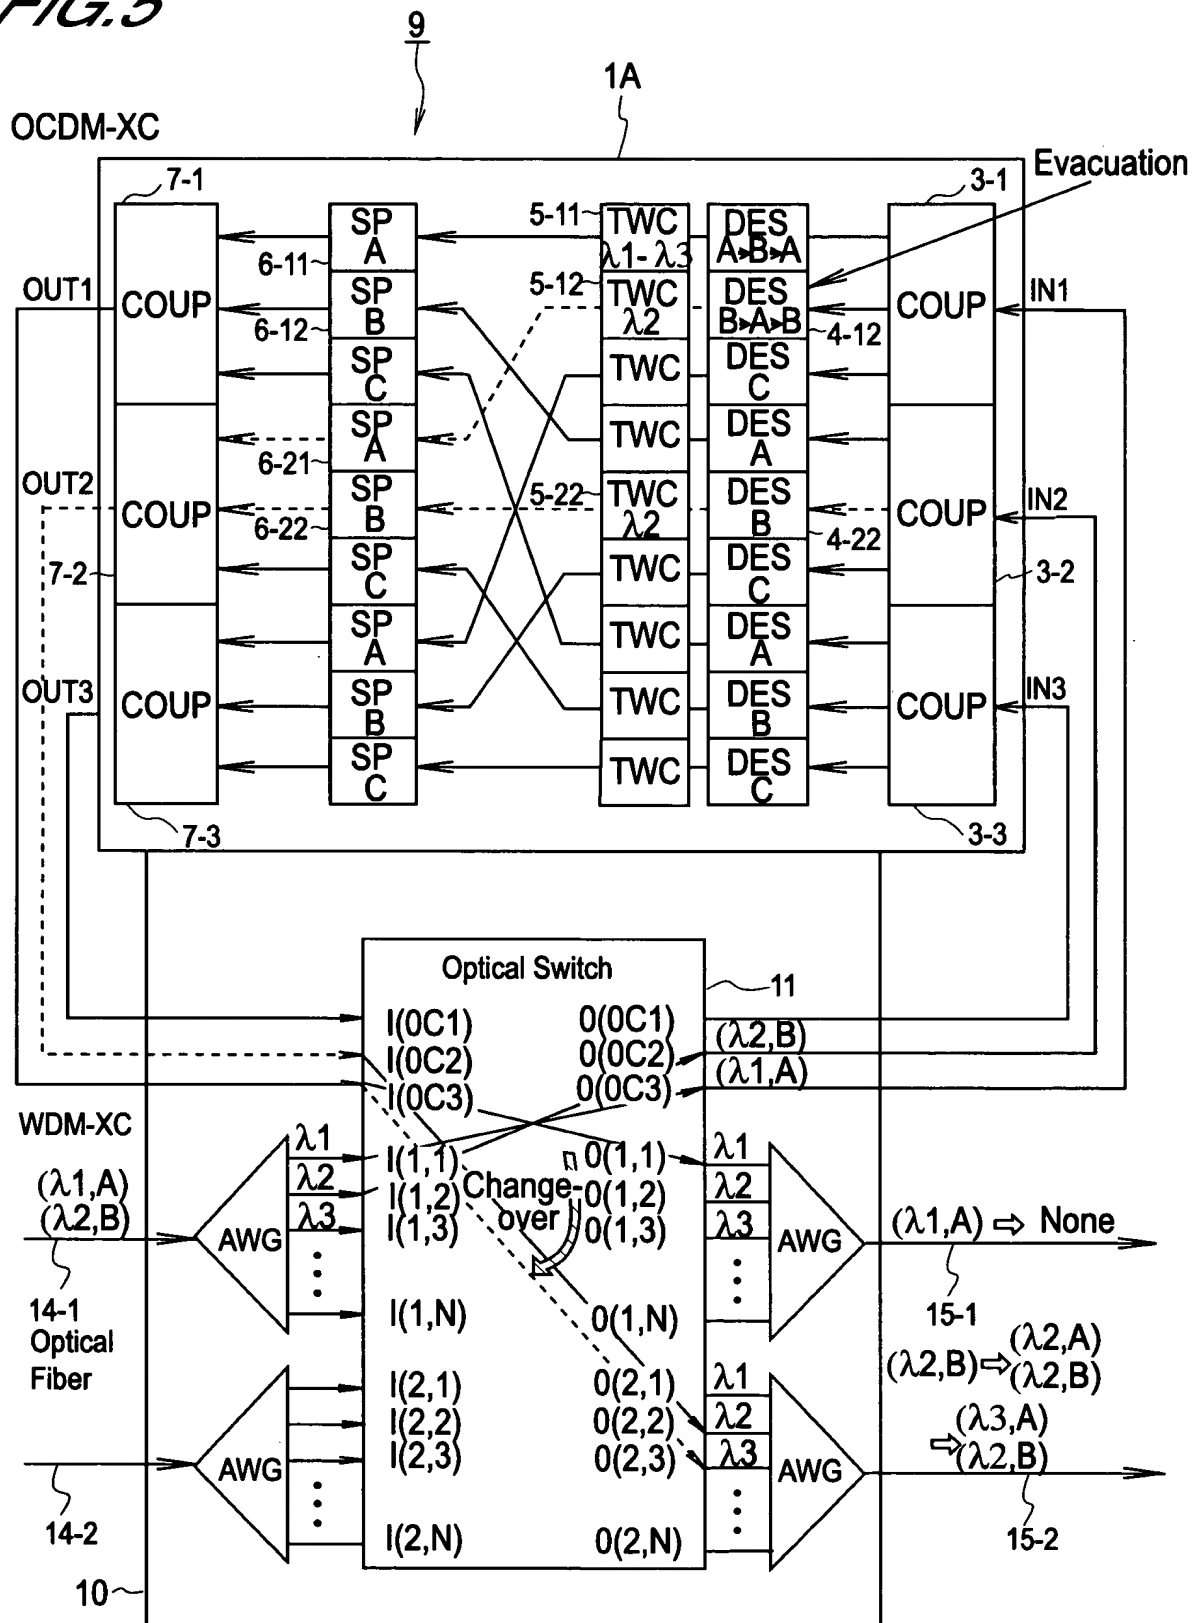 FIG.5
9
1A
OCDM-XC
Evacuation
7-1
3-1
5-11
SP
A
TWC
λ1-λ3
DES
A▸B▸A
6-11
5-12
OUT1
COUP
SP
B
TWC
λ2
DES
B▸A▸B
COUP
IN1
6-12
4-12
SP
C
TWC
DES
C
SP
A
TWC
DES
A
6-21
OUT2
COUP
SP
B
5-22
TWC
λ2
DES
B
COUP
IN2
6-22
4-22
7-2
SP
C
TWC
DES
C
3-2
SP
A
TWC
DES
A
OUT3
COUP
SP
B
TWC
DES
B
COUP
IN3
SP
C
TWC
DES
C
7-3
3-3
Optical Switch
11
I(0C1)
0(0C1)
I(0C2)
0(0C2)
(λ2,B)
I(0C3)
0(0C3)
(λ1,A)
WDM-XC
(λ1,A)
(λ2,B)
λ1
λ2
λ3
AWG
I(1,1)
I(1,2)
I(1,3)
I(1,N)
Change-
over
0(1,1)
0(1,2)
0(1,3)
0(1,N)
λ1
λ2
λ3
AWG
(λ1,A) ⇨ None
14-1
Optical
Fiber
15-1
(λ2,B)⇨(λ2,A)
(λ2,B)
⇨(λ3,A)
(λ2,B)
I(2,1)
I(2,2)
I(2,3)
I(2,N)
0(2,1)
0(2,2)
0(2,3)
0(2,N)
λ1
λ2
λ3
AWG
AWG
14-2
15-2
10